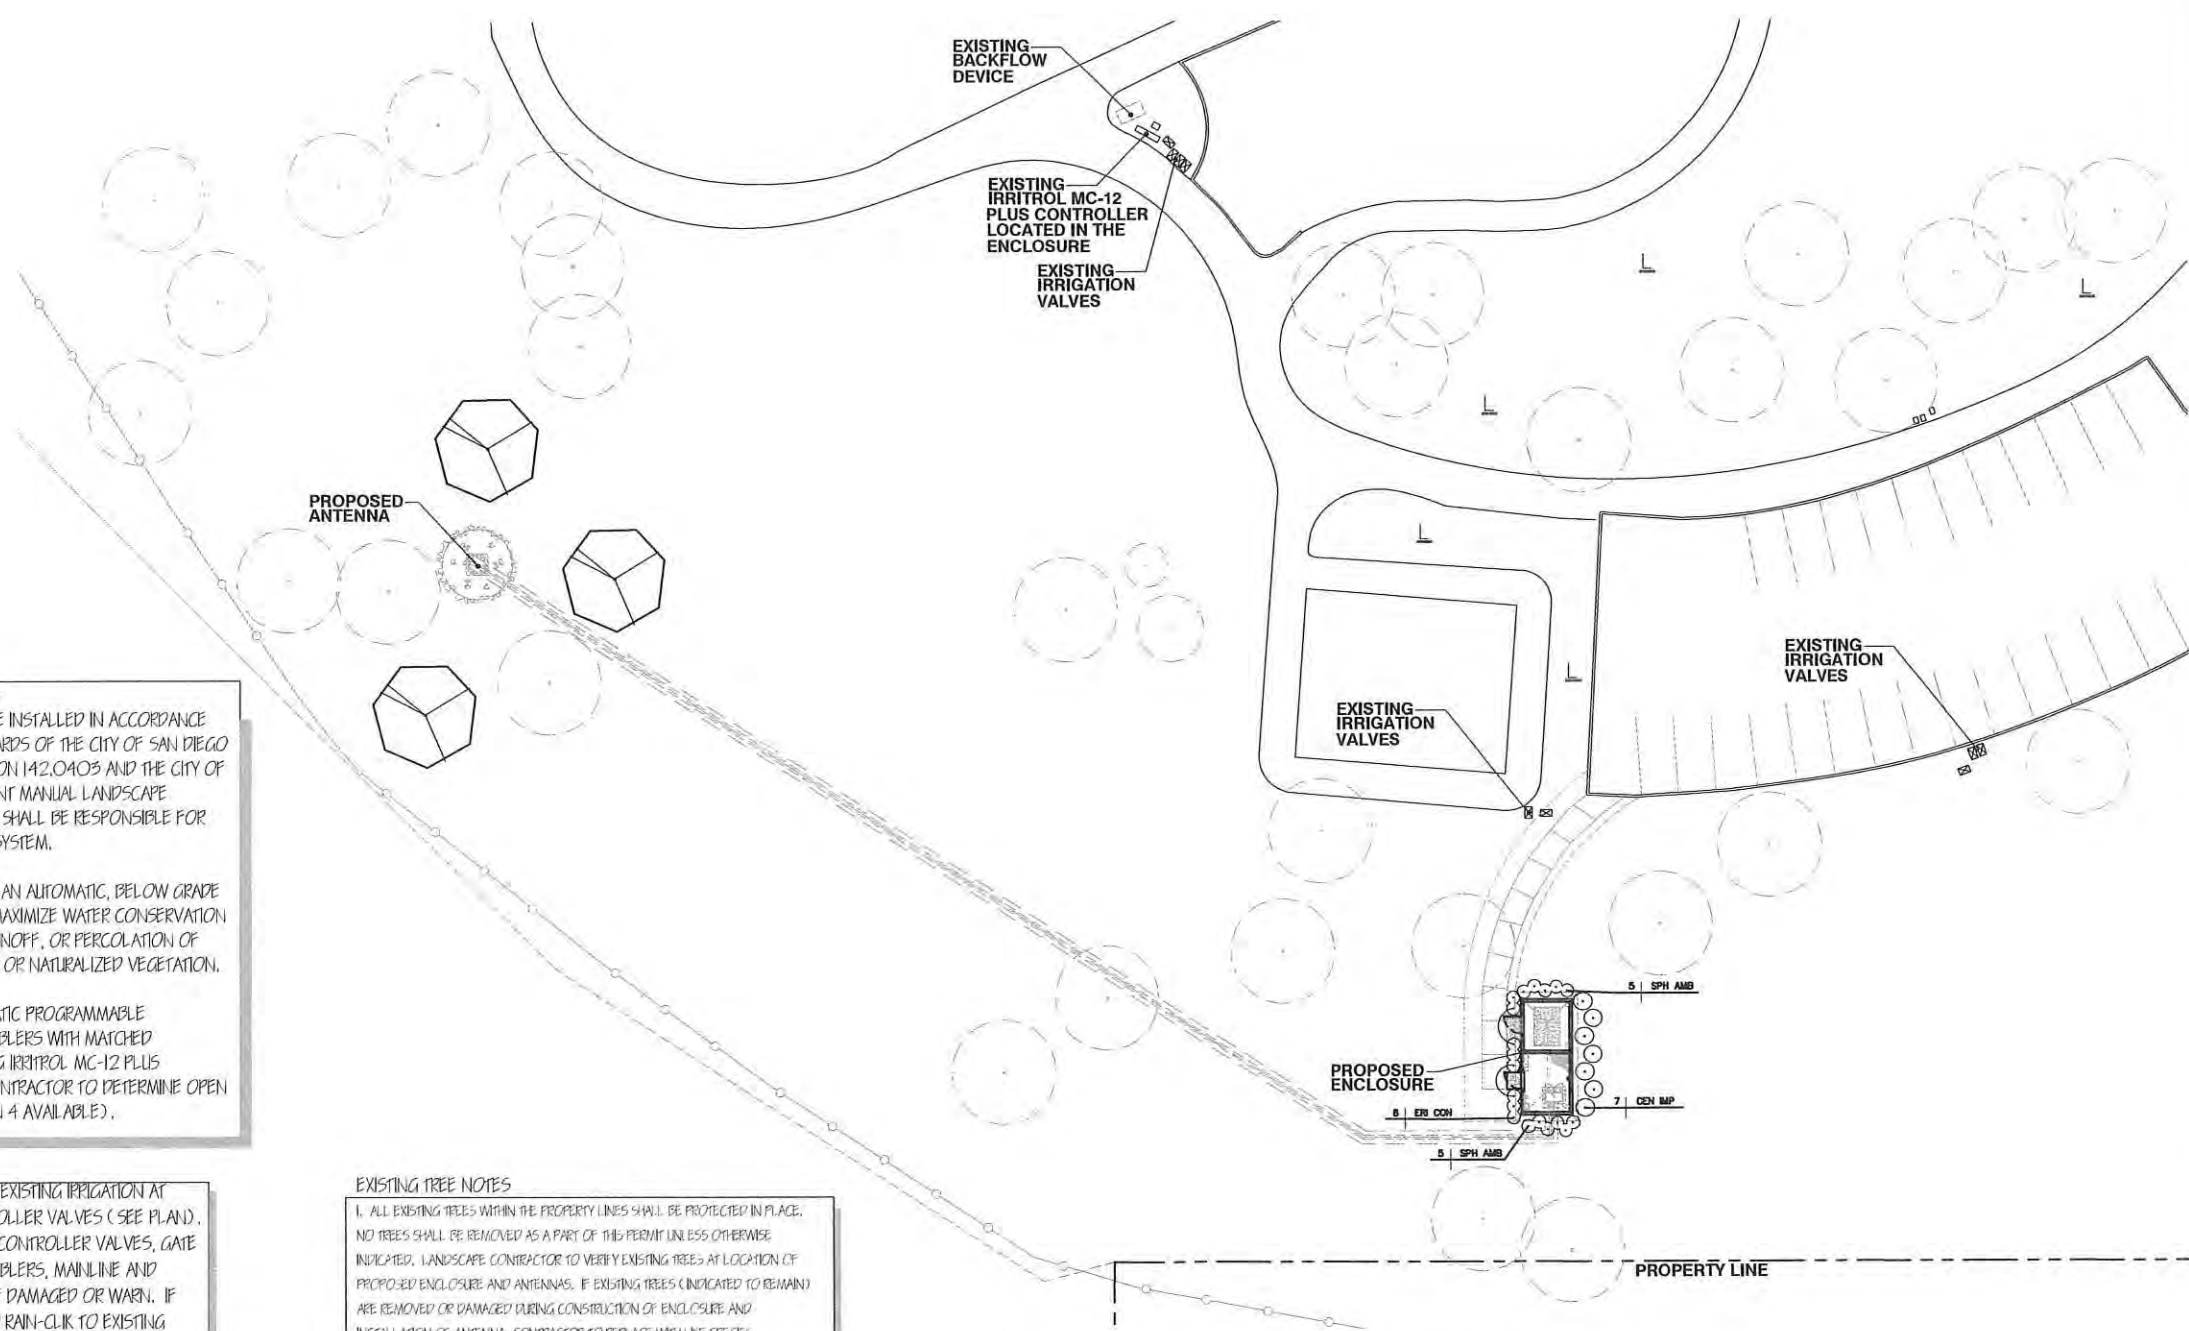 EXISTING
BACKFLOW
DEVICE
EXISTING
IRRITROL MC-12
PLUS CONTROLLER
LOCATED IN THE
ENCLOSURE
EXISTING
IRRIGATION
VALVES
L
L
L
L
L
PROPOSED
ANTENNA
EXISTING
IRRIGATION
VALVES
EXISTING
IRRIGATION
VALVES
E INSTALLED IN ACCORDANCE
ARDS OF THE CITY OF SAN DIEGO
ON 142.0403 AND THE CITY OF
NT MANUAL LANDSCAPE
SHALL BE RESPONSIBLE FOR
SYSTEM.
AN AUTOMATIC, BELOW GRADE
MAXIMIZE WATER CONSERVATION
NOFF, OR PERCOLATION OF
OR NATURALIZED VEGETATION.
TIC PROGRAMMABLE
BLERS WITH MATCHED
G IRRITROL MC-12 PLUS
NTRACTOR TO DETERMINE OPEN
N 4 AVAILABLE).
5 SPH AMB
PROPOSED
ENCLOSURE
6 ERI CON
7 CEN IMP
5 SPH AMB
EXISTING IRRIGATION AT
OLLER VALVES (SEE PLAN).
CONTROLLER VALVES, GATE
BLERS, MAINLINE AND
F DAMAGED OR WARN. IF
RAIN-CLIK TO EXISTING
EXISTING TREE NOTES
1. ALL EXISTING TREES WITHIN THE PROPERTY LINES SHALL BE PROTECTED IN PLACE.
NO TREES SHALL BE REMOVED AS A PART OF THIS PERMIT UNLESS OTHERWISE
INDICATED. LANDSCAPE CONTRACTOR TO VERIFY EXISTING TREES AT LOCATION OF
PROPOSED ENCLOSURE AND ANTENNAS. IF EXISTING TREES (INDICATED TO REMAIN)
ARE REMOVED OR DAMAGED DURING CONSTRUCTION OF ENCLOSURE AND
PROPERTY LINE